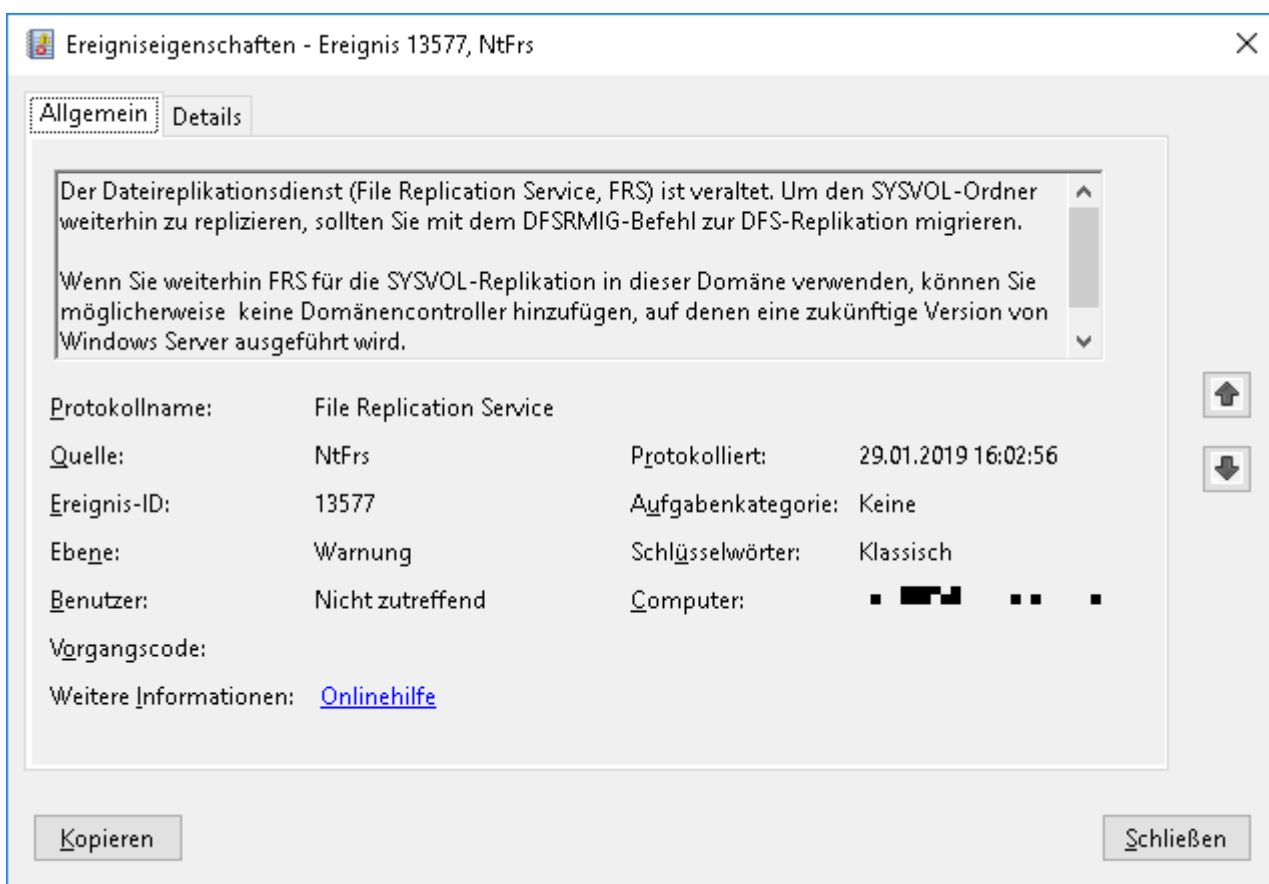 Ereigniseigenschaften - Ereignis 13577, NtFrs
Allgemein
Details
Der Dateireplikationsdienst (File Replication Service, FRS) ist veraltet. Um den SYSVOL-Ordner
weiterhin zu replizieren, sollten Sie mit dem DFSRMIG-Befehl zur DFS-Replikation migrieren.
Wenn Sie weiterhin FRS für die SYSVOL-Replikation in dieser Domäne verwenden, können Sie
möglicherweise  keine Domänencontroller hinzufügen, auf denen eine zukünftige Version von
Windows Server ausgeführt wird.
Protokollname: File Replication Service
Quelle: NtFrs Protokolliert: 29.01.2019 16:02:56
Ereignis-ID: 13577 Aufgabenkategorie: Keine
Ebene: Warnung Schlüsselwörter: Klassisch
Benutzer: Nicht zutreffend Computer:
Vorgangscode:
Weitere Informationen: Onlinehilfe
Kopieren
Schließen